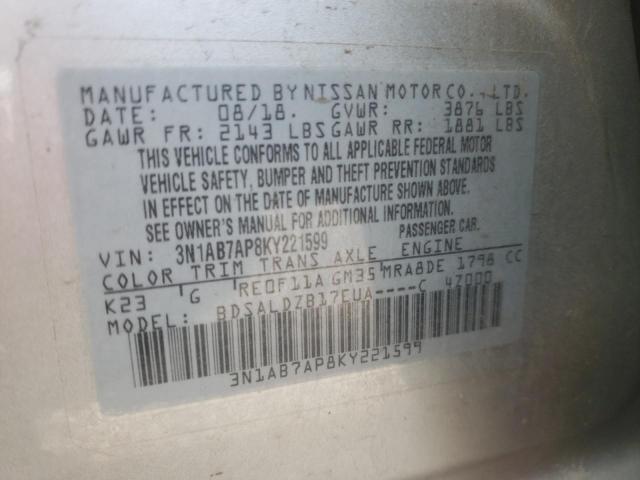 MANUFACTURED BY NISSAN MOTOR CO., LTD.
DATE: 08/18. GVWR: 3876 LBS
GAWR FR: 2143 LBS GAWR RR: 1881 LBS
THIS VEHICLE CONFORMS TO ALL APPLICABLE FEDERAL MOTOR
VEHICLE SAFETY, BUMPER AND THEFT PREVENTION STANDARDS
IN EFFECT ON THE DATE OF MANUFACTURE SHOWN ABOVE.
SEE OWNER'S MANUAL FOR ADDITIONAL INFORMATION.
VIN: 3N1AB7AP8KY221599 PASSENGER CAR.
COLOR TRIM TRANS AXLE ENGINE
K23 G RE0F11A GM35 MRA8DE 1798 CC
MODEL: BDSALDZB17EUA----C 4Z000
3N1AB7AP8KY221599